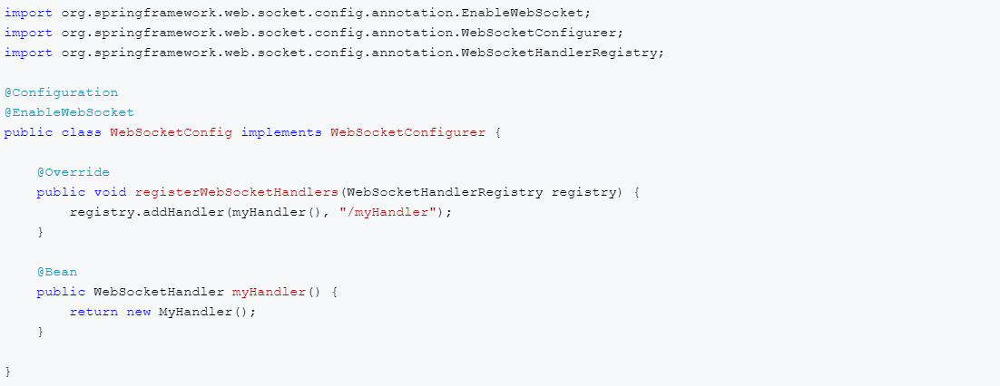 import org.springframework.web.socket.config.annotation.EnableWebSocket;
import org.springframework.web.socket.config.annotation.WebSocketConfigurer;
import org.springframework.web.socket.config.annotation.WebSocketHandlerRegistry;

@Configuration
@EnableWebSocket
public class WebSocketConfig implements WebSocketConfigurer {

    @Override
    public void registerWebSocketHandlers(WebSocketHandlerRegistry registry) {
        registry.addHandler(myHandler(), "/myHandler");
    }

    @Bean
    public WebSocketHandler myHandler() {
        return new MyHandler();
    }

}